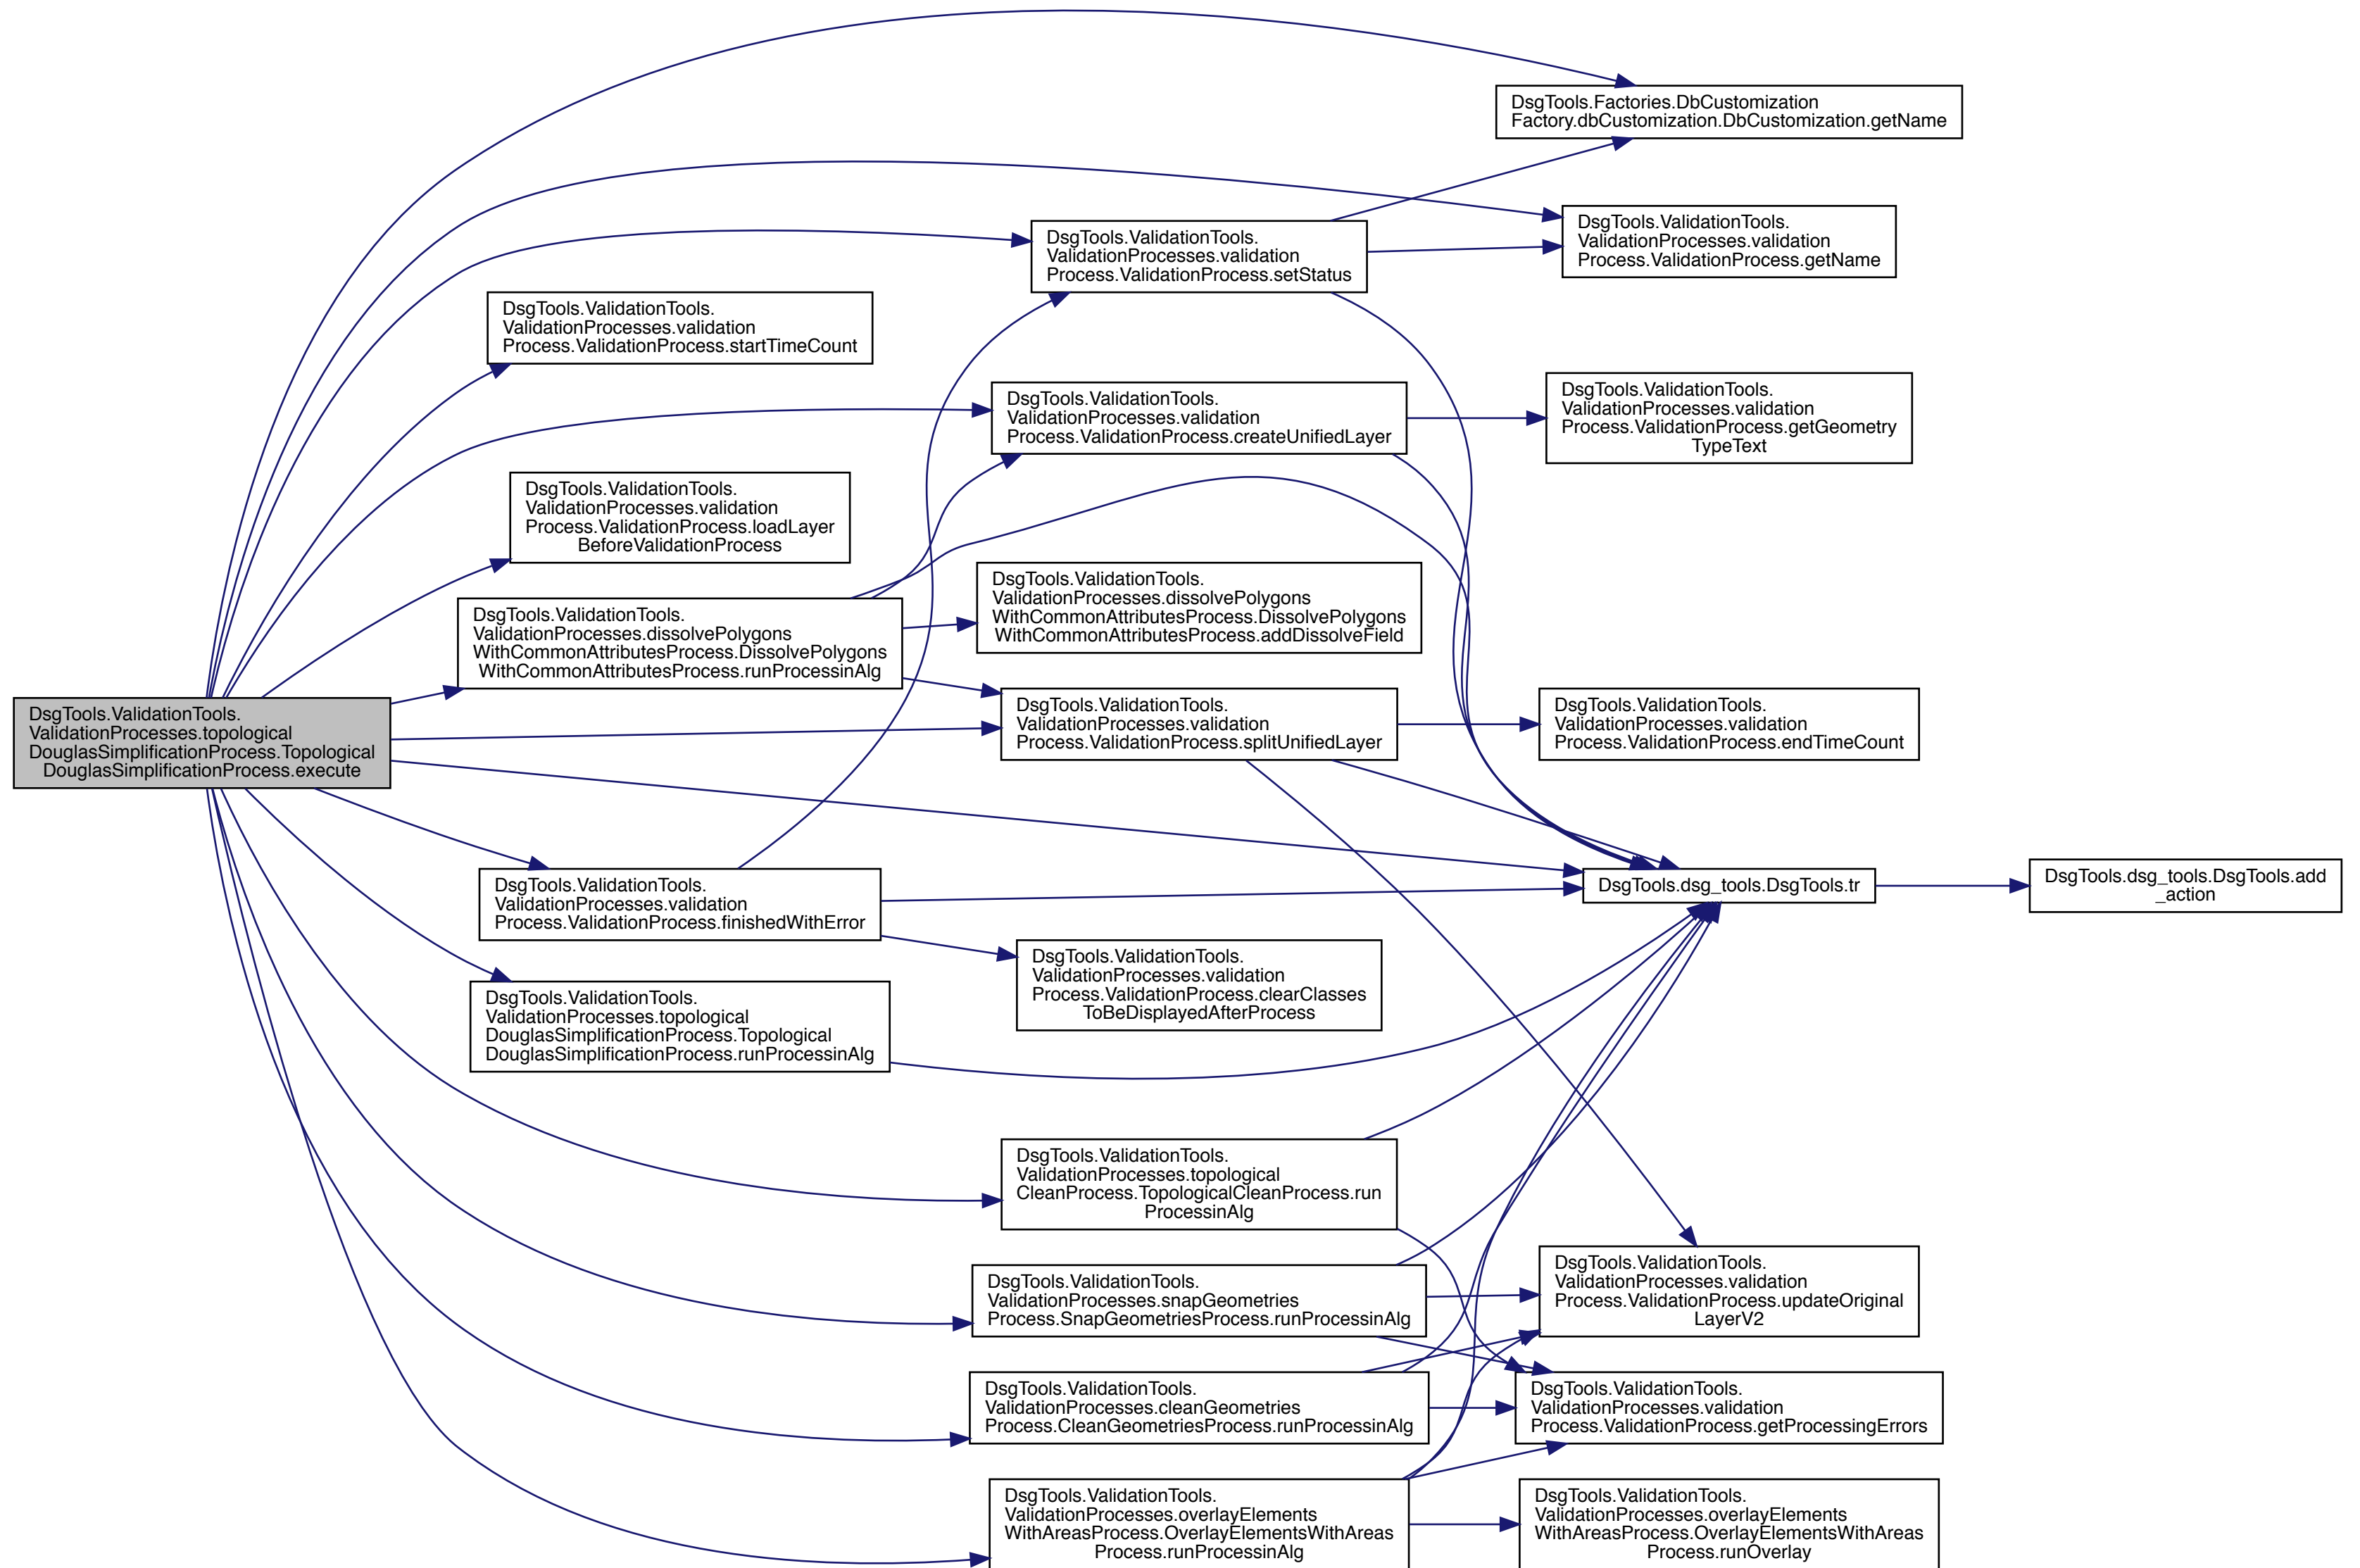 DsgTools.Factories.DbCustomization
Factory.dbCustomization.DbCustomization.getName
DsgTools.ValidationTools.
ValidationProcesses.validation
Process.ValidationProcess.getName
DsgTools.ValidationTools.
ValidationProcesses.validation
Process.ValidationProcess.setStatus
DsgTools.ValidationTools.
ValidationProcesses.validation
Process.ValidationProcess.startTimeCount
DsgTools.ValidationTools.
ValidationProcesses.validation
Process.ValidationProcess.createUnifiedLayer
DsgTools.ValidationTools.
ValidationProcesses.validation
Process.ValidationProcess.getGeometry
TypeText
DsgTools.ValidationTools.
ValidationProcesses.validation
Process.ValidationProcess.loadLayer
BeforeValidationProcess
DsgTools.ValidationTools.
ValidationProcesses.dissolvePolygons
WithCommonAttributesProcess.DissolvePolygons
WithCommonAttributesProcess.addDissolveField
DsgTools.ValidationTools.
ValidationProcesses.dissolvePolygons
WithCommonAttributesProcess.DissolvePolygons
WithCommonAttributesProcess.runProcessinAlg
DsgTools.ValidationTools.
ValidationProcesses.topological
DouglasSimplificationProcess.Topological
DouglasSimplificationProcess.execute
DsgTools.ValidationTools.
ValidationProcesses.validation
Process.ValidationProcess.splitUnifiedLayer
DsgTools.ValidationTools.
ValidationProcesses.validation
Process.ValidationProcess.endTimeCount
DsgTools.ValidationTools.
ValidationProcesses.validation
Process.ValidationProcess.finishedWithError
DsgTools.dsg_tools.DsgTools.tr
DsgTools.dsg_tools.DsgTools.add
_action
DsgTools.ValidationTools.
ValidationProcesses.validation
Process.ValidationProcess.clearClasses
ToBeDisplayedAfterProcess
DsgTools.ValidationTools.
ValidationProcesses.topological
DouglasSimplificationProcess.Topological
DouglasSimplificationProcess.runProcessinAlg
DsgTools.ValidationTools.
ValidationProcesses.topological
CleanProcess.TopologicalCleanProcess.run
ProcessinAlg
DsgTools.ValidationTools.
ValidationProcesses.snapGeometries
Process.SnapGeometriesProcess.runProcessinAlg
DsgTools.ValidationTools.
ValidationProcesses.validation
Process.ValidationProcess.updateOriginal
LayerV2
DsgTools.ValidationTools.
ValidationProcesses.cleanGeometries
Process.CleanGeometriesProcess.runProcessinAlg
DsgTools.ValidationTools.
ValidationProcesses.validation
Process.ValidationProcess.getProcessingErrors
DsgTools.ValidationTools.
ValidationProcesses.overlayElements
WithAreasProcess.OverlayElementsWithAreas
Process.runProcessinAlg
DsgTools.ValidationTools.
ValidationProcesses.overlayElements
WithAreasProcess.OverlayElementsWithAreas
Process.runOverlay